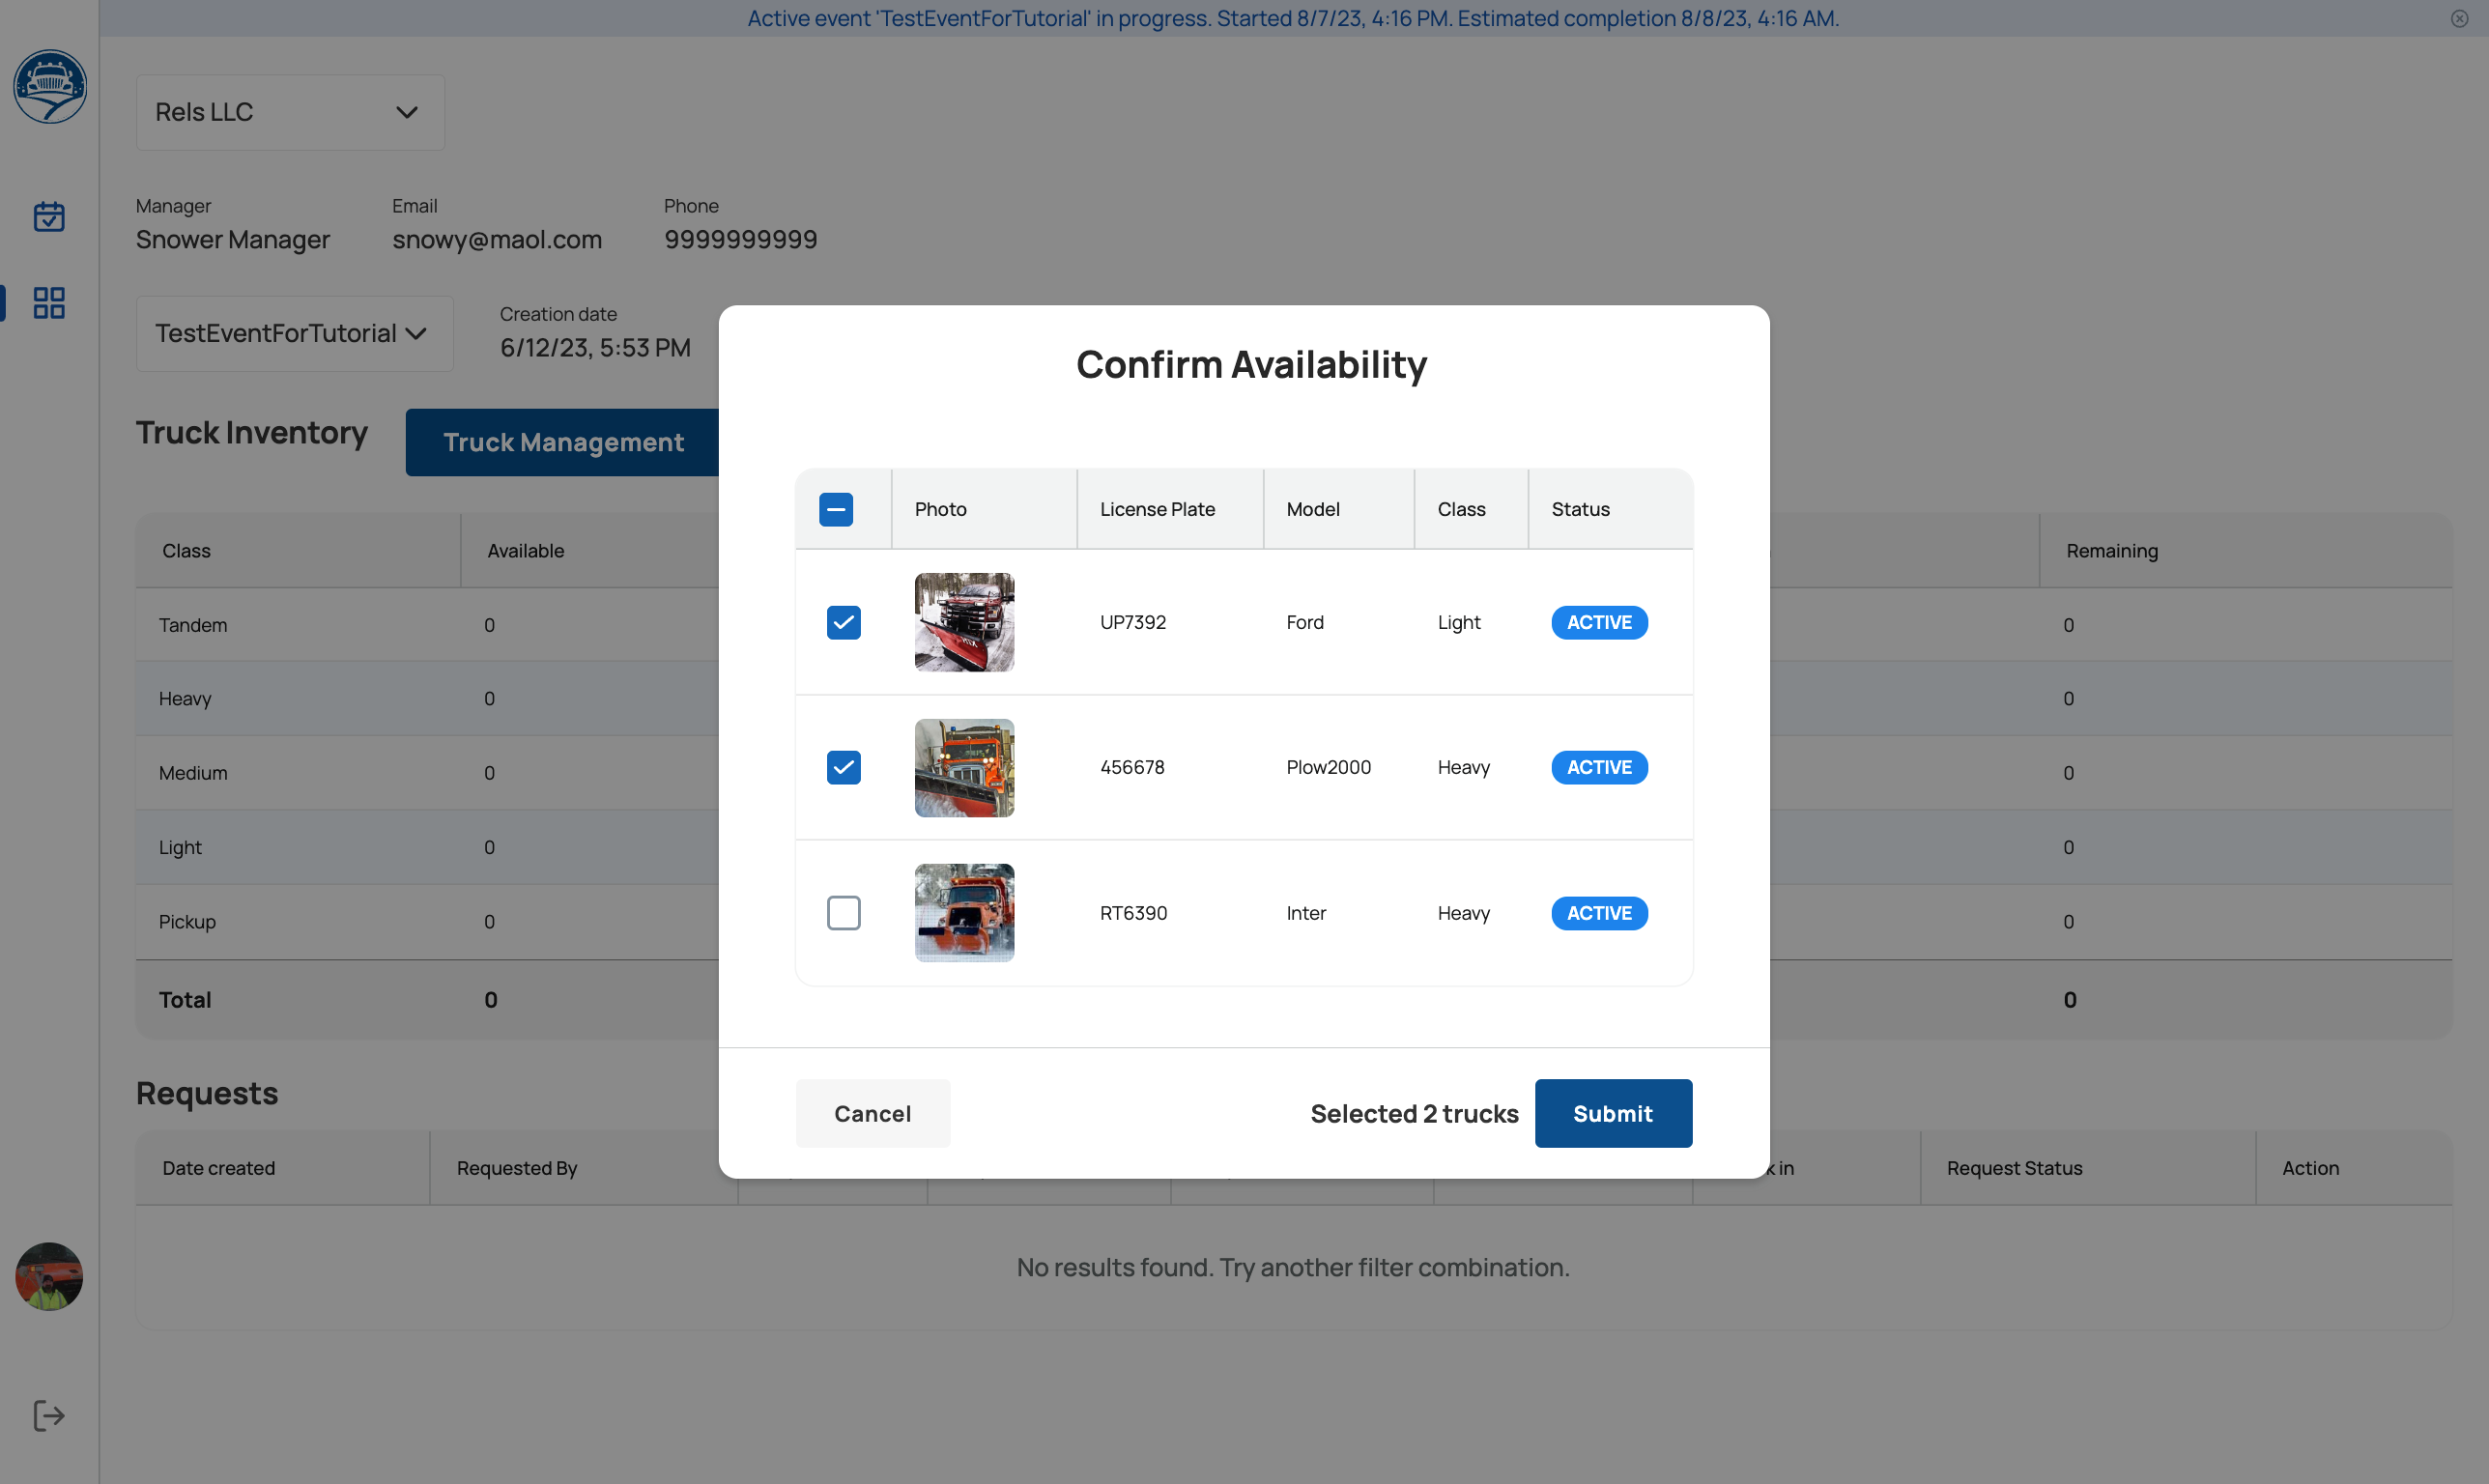 Active event 'TestEventForTutorial' in progress. Started 8/7/23, 4:16 PM. Estimated completion 8/8/23, 4:16 AM.
Rels LLC
Manager Email Phone
Snower Manager snowy@maol.com 9999999999
TestEventForTutorial
Creation date
6/12/23, 5:53 PM
Truck Inventory Truck Management
Class Available Remaining
Tandem 0 0
Heavy 0 0
Medium 0 0
Light 0 0
Pickup 0 0
Total 0 0
Requests
Date created Requested By in Request Status Action
No results found. Try another filter combination.
Confirm Availability
Photo License Plate Model Class Status
UP7392 Ford Light ACTIVE
456678 Plow2000 Heavy ACTIVE
RT6390 Inter Heavy ACTIVE
Cancel Selected 2 trucks Submit